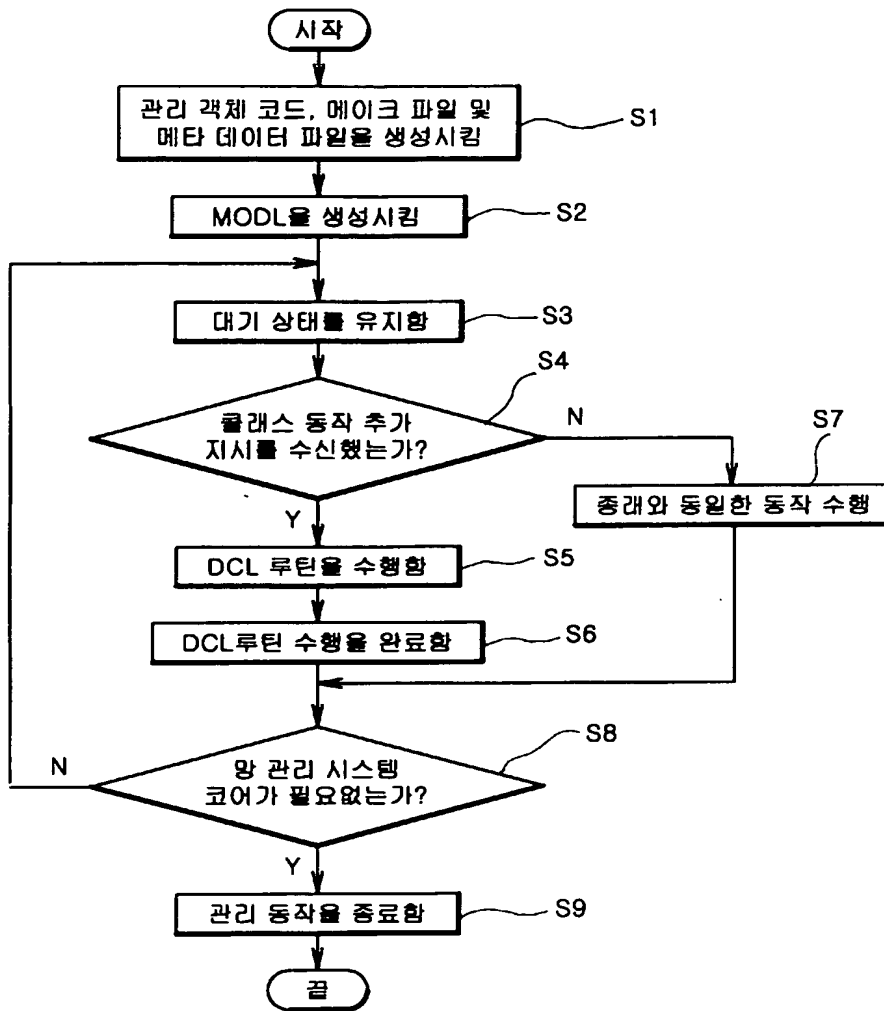 시작
관리 객체 코드, 메이크 파일 및
메타 데이터 파일을 생성시킴
S1
MODL을 생성시킴
S2
대기 상태를 유지함
S3
S4
클래스 동작 추가
지시를 수신했는가?
N
S7
종래와 동일한 동작 수행
Y
DCL 루틴을 수행함
S5
DCL루틴 수행을 완료함
S6
S8
망 관리 시스템
코어가 필요없는가?
N
Y
관리 동작을 종료함
S9
끝